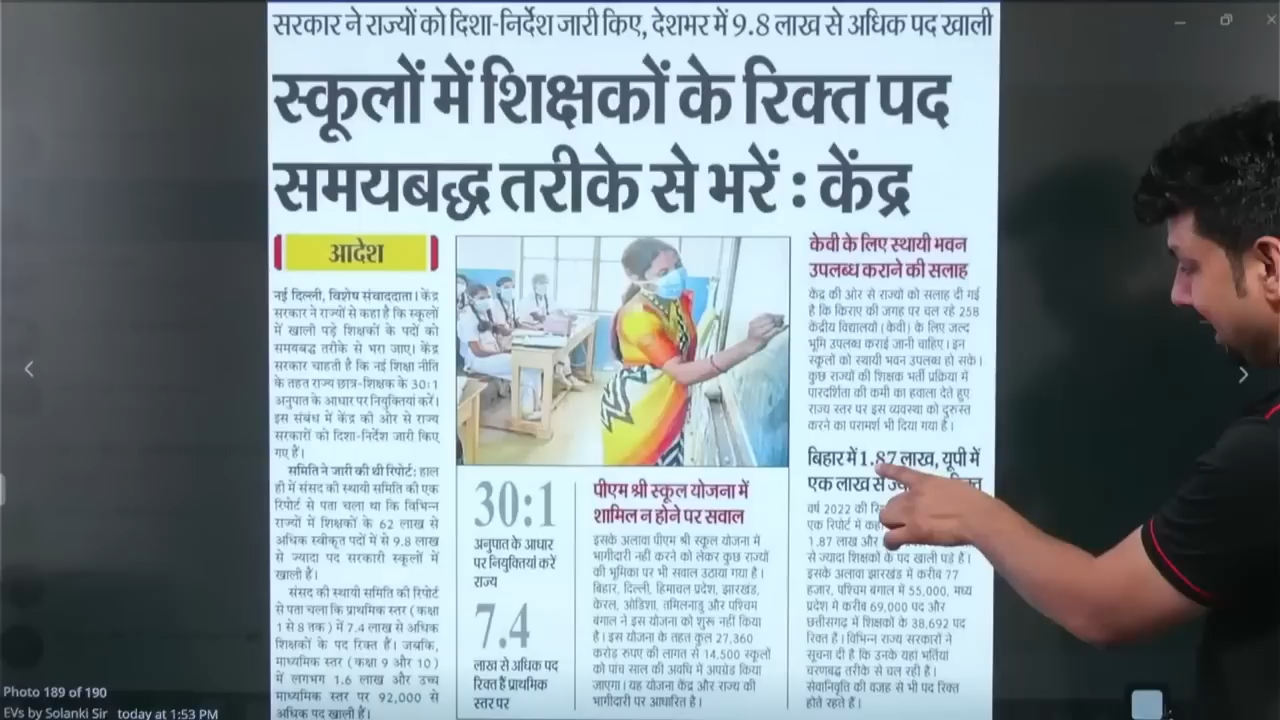 सरकार ने राज्यों को दिशा-निर्देश जारी किए, देशभर में 9.8 लाख से अधिक पद खाली
स्कूलों में शिक्षकों के रिक्त पद
समयबद्ध तरीके से भरें : केंद्र
आदेश
नई दिल्ली, विशेष संवाददाता। केंद्र
सरकार ने राज्यों से कहा है कि स्कूलों
में खाली पड़े शिक्षकों के पदों को
समयबद्ध तरीके से भरा जाए। केंद्र
सरकार चाहती है कि नई शिक्षा नीति
के तहत राज्य छात्र-शिक्षक के 30:1
अनुपात के आधार पर नियुक्तियां करें।
इस संबंध में केंद्र की ओर से राज्य
सरकारों को दिशा-निर्देश जारी किए
गए हैं।
समिति ने जारी की थी रिपोर्ट: हाल
ही में संसद की स्थायी समिति की एक
रिपोर्ट से पता चला था कि विभिन्न
राज्यों में शिक्षकों के 62 लाख से
अधिक स्वीकृत पदों में से 9.8 लाख
से ज्यादा पद सरकारी स्कूलों में
खाली हैं।
संसद की स्थायी समिति की रिपोर्ट
से पता चला कि प्राथमिक स्तर (कक्षा
1 से 8 तक) में 7.4 लाख से अधिक
शिक्षकों के पद रिक्त हैं। जबकि,
माध्यमिक स्तर (कक्षा 9 और 10)
में लगभग 1.6 लाख और उच्च
माध्यमिक स्तर पर 92,000 से
अधिक पद खाली हैं।
30:1
अनुपात के आधार
पर नियुक्तियां करें
राज्य
7.4
लाख से अधिक पद
रिक्त हैं प्राथमिक
स्तर पर
पीएम श्री स्कूल योजना में
शामिल न होने पर सवाल
इसके अलावा पीएम श्री स्कूल योजना में
भागीदारी नहीं करने को लेकर कुछ राज्यों
की भूमिका पर भी सवाल उठाया गया है।
बिहार, दिल्ली, हिमाचल प्रदेश, झारखंड,
केरल, ओडिशा, तमिलनाडु और पश्चिम
बंगाल ने इस योजना को शुरू नहीं किया
है। इस योजना के तहत कुल 27,360
करोड़ रुपए की लागत से 14,500 स्कूलों
को पांच साल की अवधि में अपग्रेड किया
जाएगा। यह योजना केंद्र और राज्य की
भागीदारी पर आधारित है।
केवी के लिए स्थायी भवन
उपलब्ध कराने की सलाह
केंद्र की ओर से राज्यों को सलाह दी गई
है कि किराए की जगह पर चल रहे 258
केंद्रीय विद्यालयों (केवी) के लिए जल्द
भूमि उपलब्ध कराई जानी चाहिए। इन
स्कूलों को स्थायी भवन उपलब्ध हो सके।
कुछ राज्यों की शिक्षक भर्ती प्रक्रिया में
पारदर्शिता की कमी का हवाला देते हुए
राज्य स्तर पर इस व्यवस्था को दुरुस्त
करने का परामर्श भी दिया गया है।
बिहार में 1.87 लाख, यूपी में
एक लाख से
वर्ष 2022 की
एक रिपोर्ट में
1.87 लाख और
से ज्यादा शिक्षकों के पद खाली पड़े हैं।
इसके अलावा झारखंड में करीब 77
हजार, पश्चिम बंगाल में 55,000, मध्य
प्रदेश में करीब 69,000 पद और
छत्तीसगढ़ में शिक्षकों के 38,692 पद
रिक्त हैं। विभिन्न राज्य सरकारों ने
सूचना दी है कि उनके यहां भर्तियां
चरणबद्ध तरीके से चल रही है।
सेवानिवृति की वजह से भी पद रिक्त
होते रहते हैं।
Photo 189 of 190
EVs by Solanki Sir today at 1:53 PM